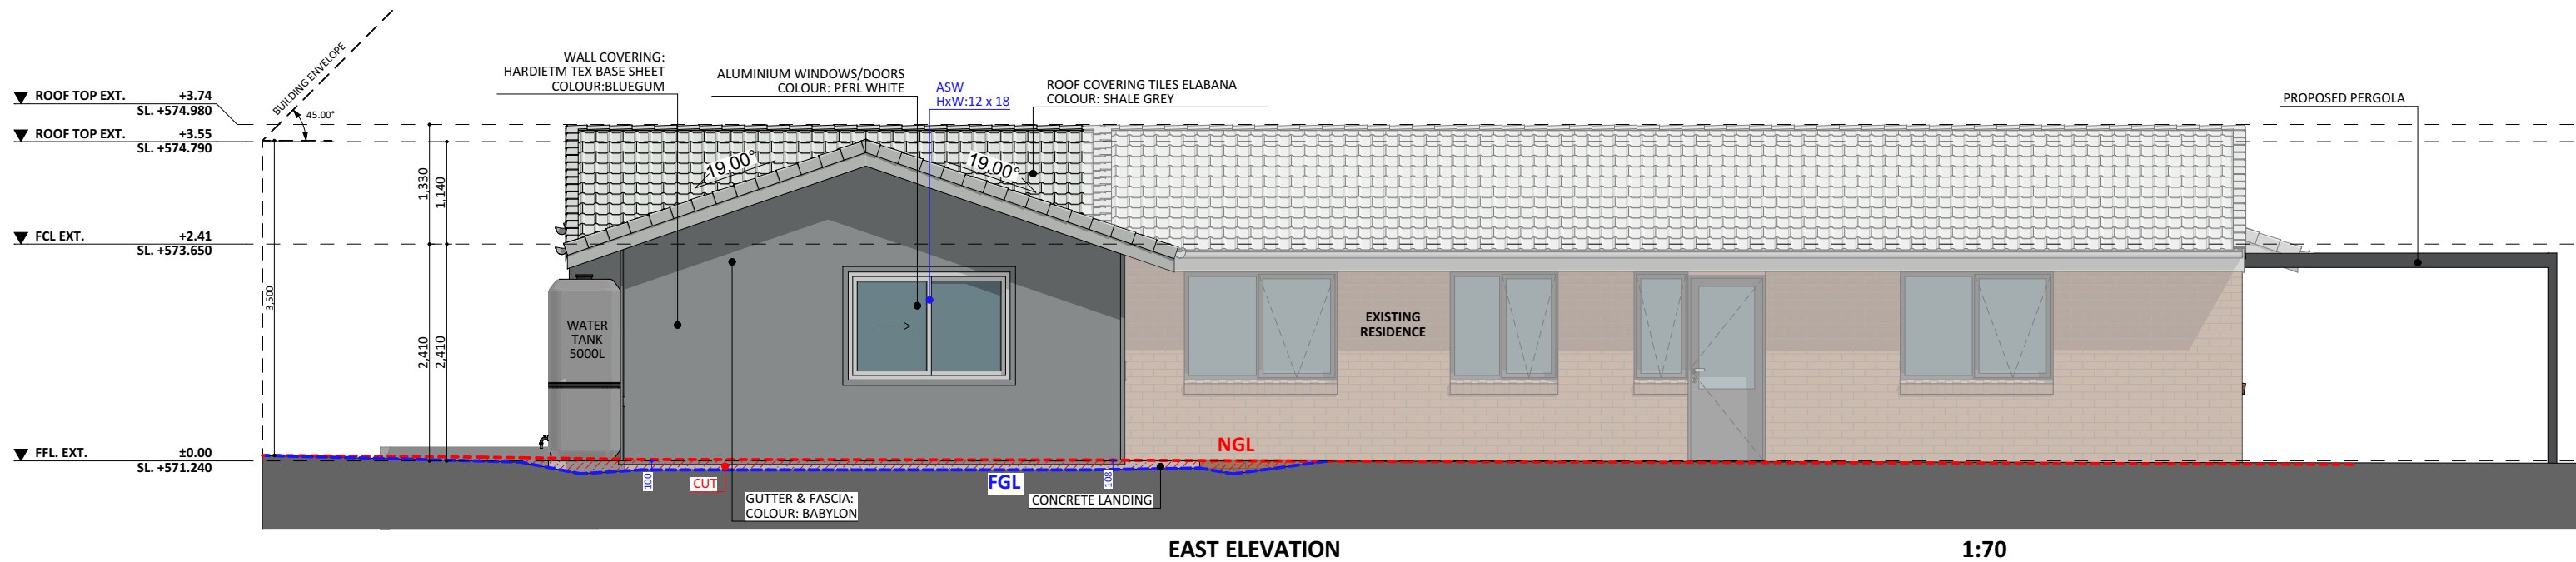 BUILDING ENVELOPE
45.00°
ROOF TOP EXT. +3.74
SL. +574.980
ROOF TOP EXT. +3.55
SL. +574.790
FCL EXT. +2.41
SL. +573.650
FFL. EXT. ±0.00
SL. +571.240
3,500
1,330
1,140
2,410
2,410
WALL COVERING:
HARDIETM TEX BASE SHEET
COLOUR:BLUEGUM
ALUMINIUM WINDOWS/DOORS
COLOUR: PERL WHITE
ASW
HxW:12 x 18
ROOF COVERING TILES ELABANA
COLOUR: SHALE GREY
PROPOSED PERGOLA
19.00°
19.00°
WATER
TANK
5000L
EXISTING
RESIDENCE
NGL
100
CUT
FGL
108
CONCRETE LANDING
GUTTER & FASCIA:
COLOUR: BABYLON
EAST ELEVATION 1:70